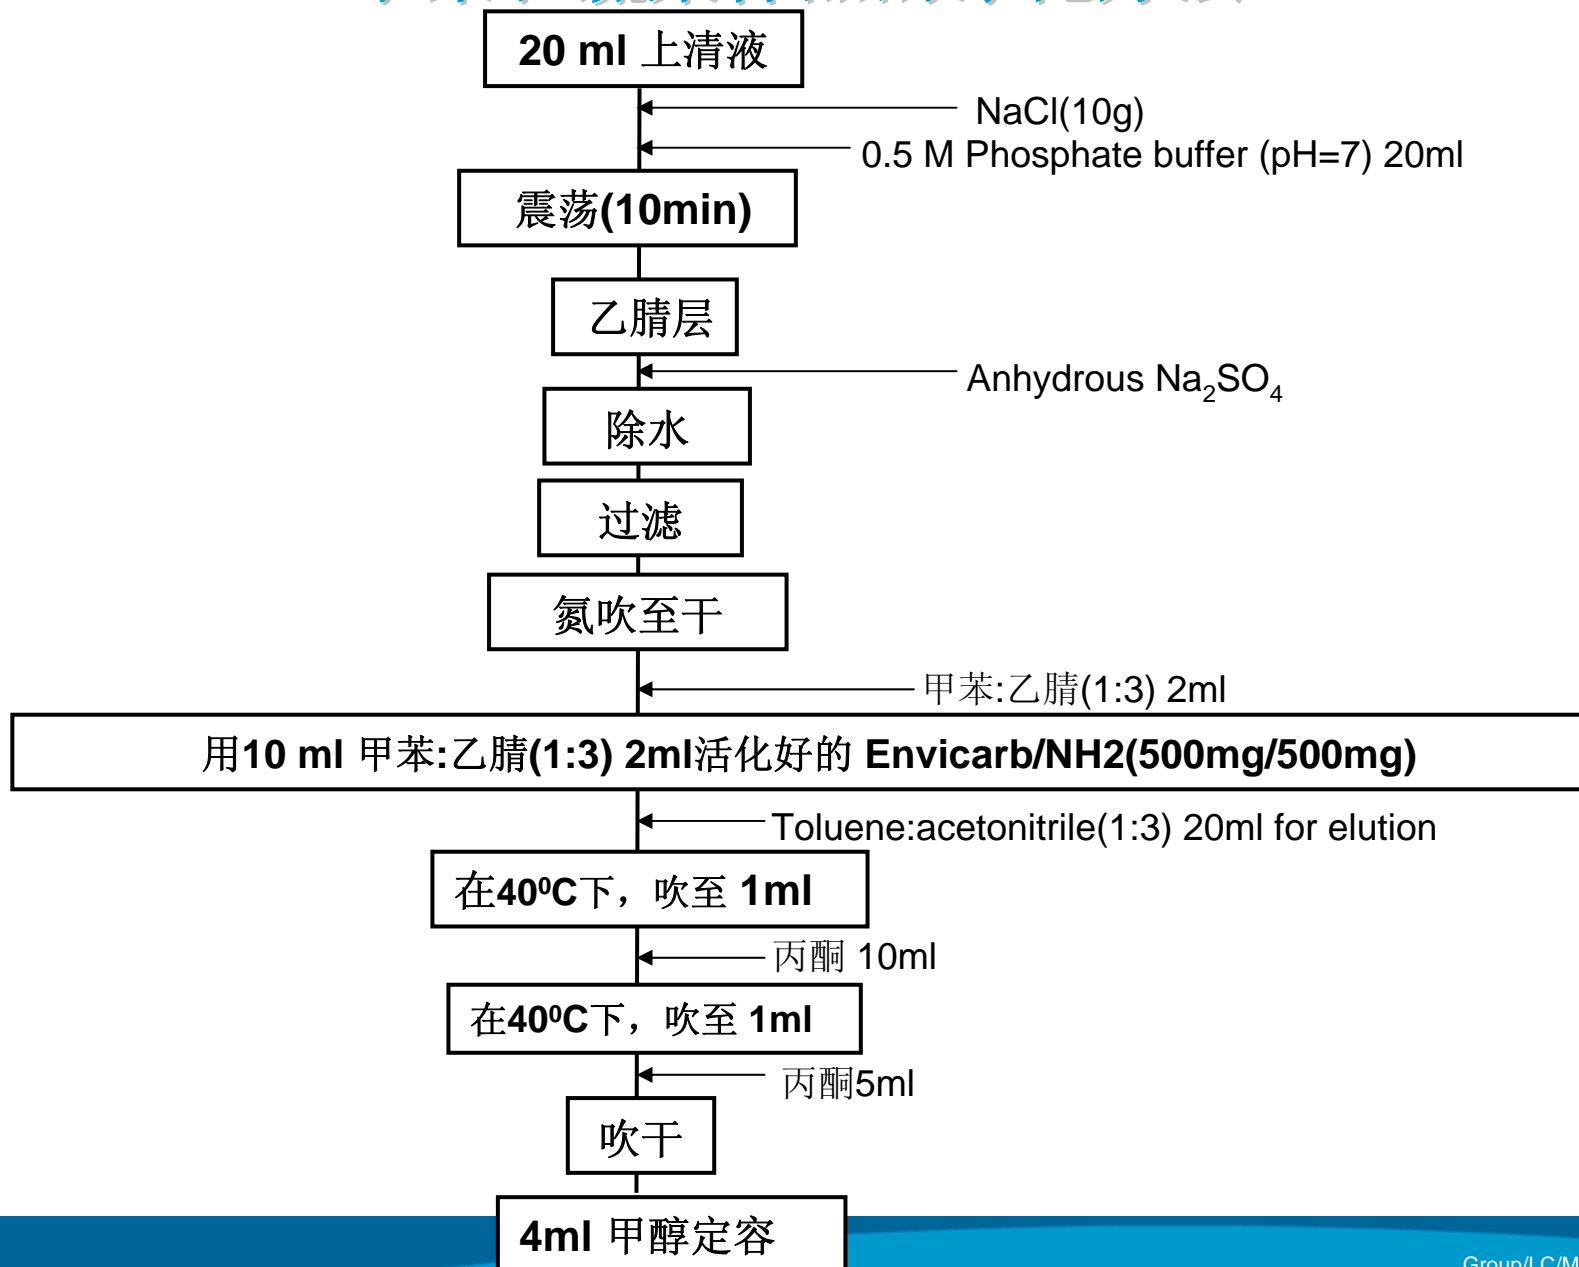 20 ml 上清液
NaCl(10g)
0.5 M Phosphate buffer (pH=7) 20ml
震荡(10min)
乙腈层
Anhydrous Na₂SO₄
除水
过滤
氮吹至干
甲苯:乙腈(1:3) 2ml
用10 ml 甲苯:乙腈(1:3) 2ml活化好的 Envicarb/NH2(500mg/500mg)
Toluene:acetonitrile(1:3) 20ml for elution
在40⁰C下，吹至 1ml
丙酮 10ml
在40⁰C下，吹至 1ml
丙酮5ml
吹干
4ml 甲醇定容
Group/LC/M